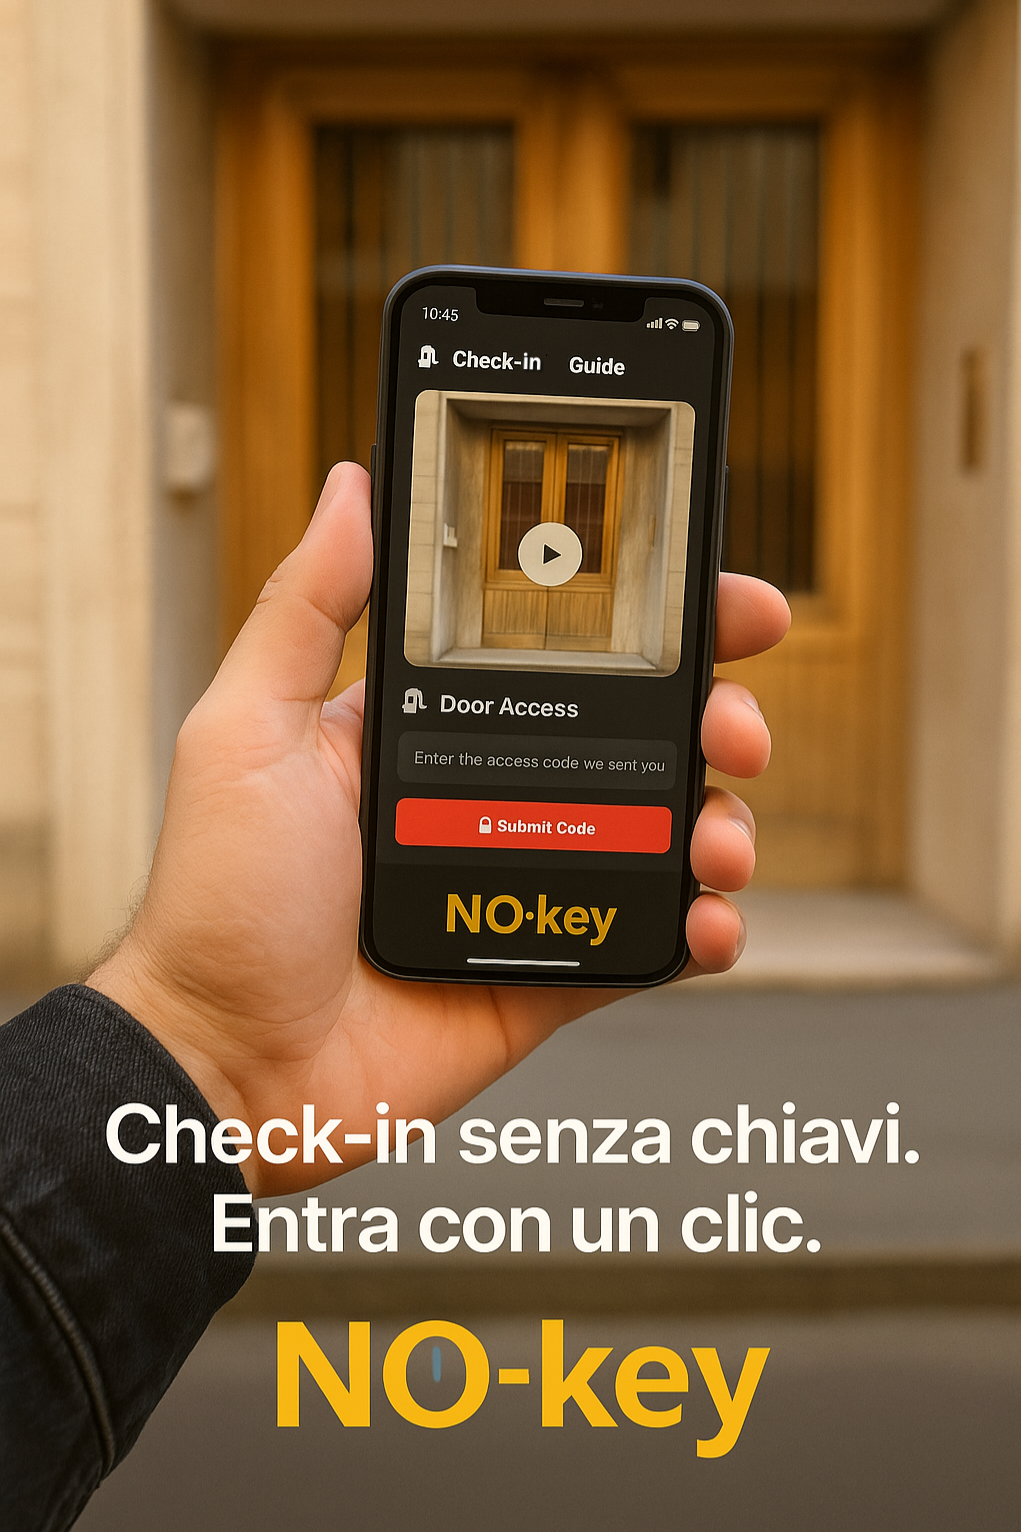 10:45
Check-in Guide
Door Access
Enter the access code we sent you
Submit Code
NO·key
Check-in senza chiavi.
Entra con un clic.
NO-key